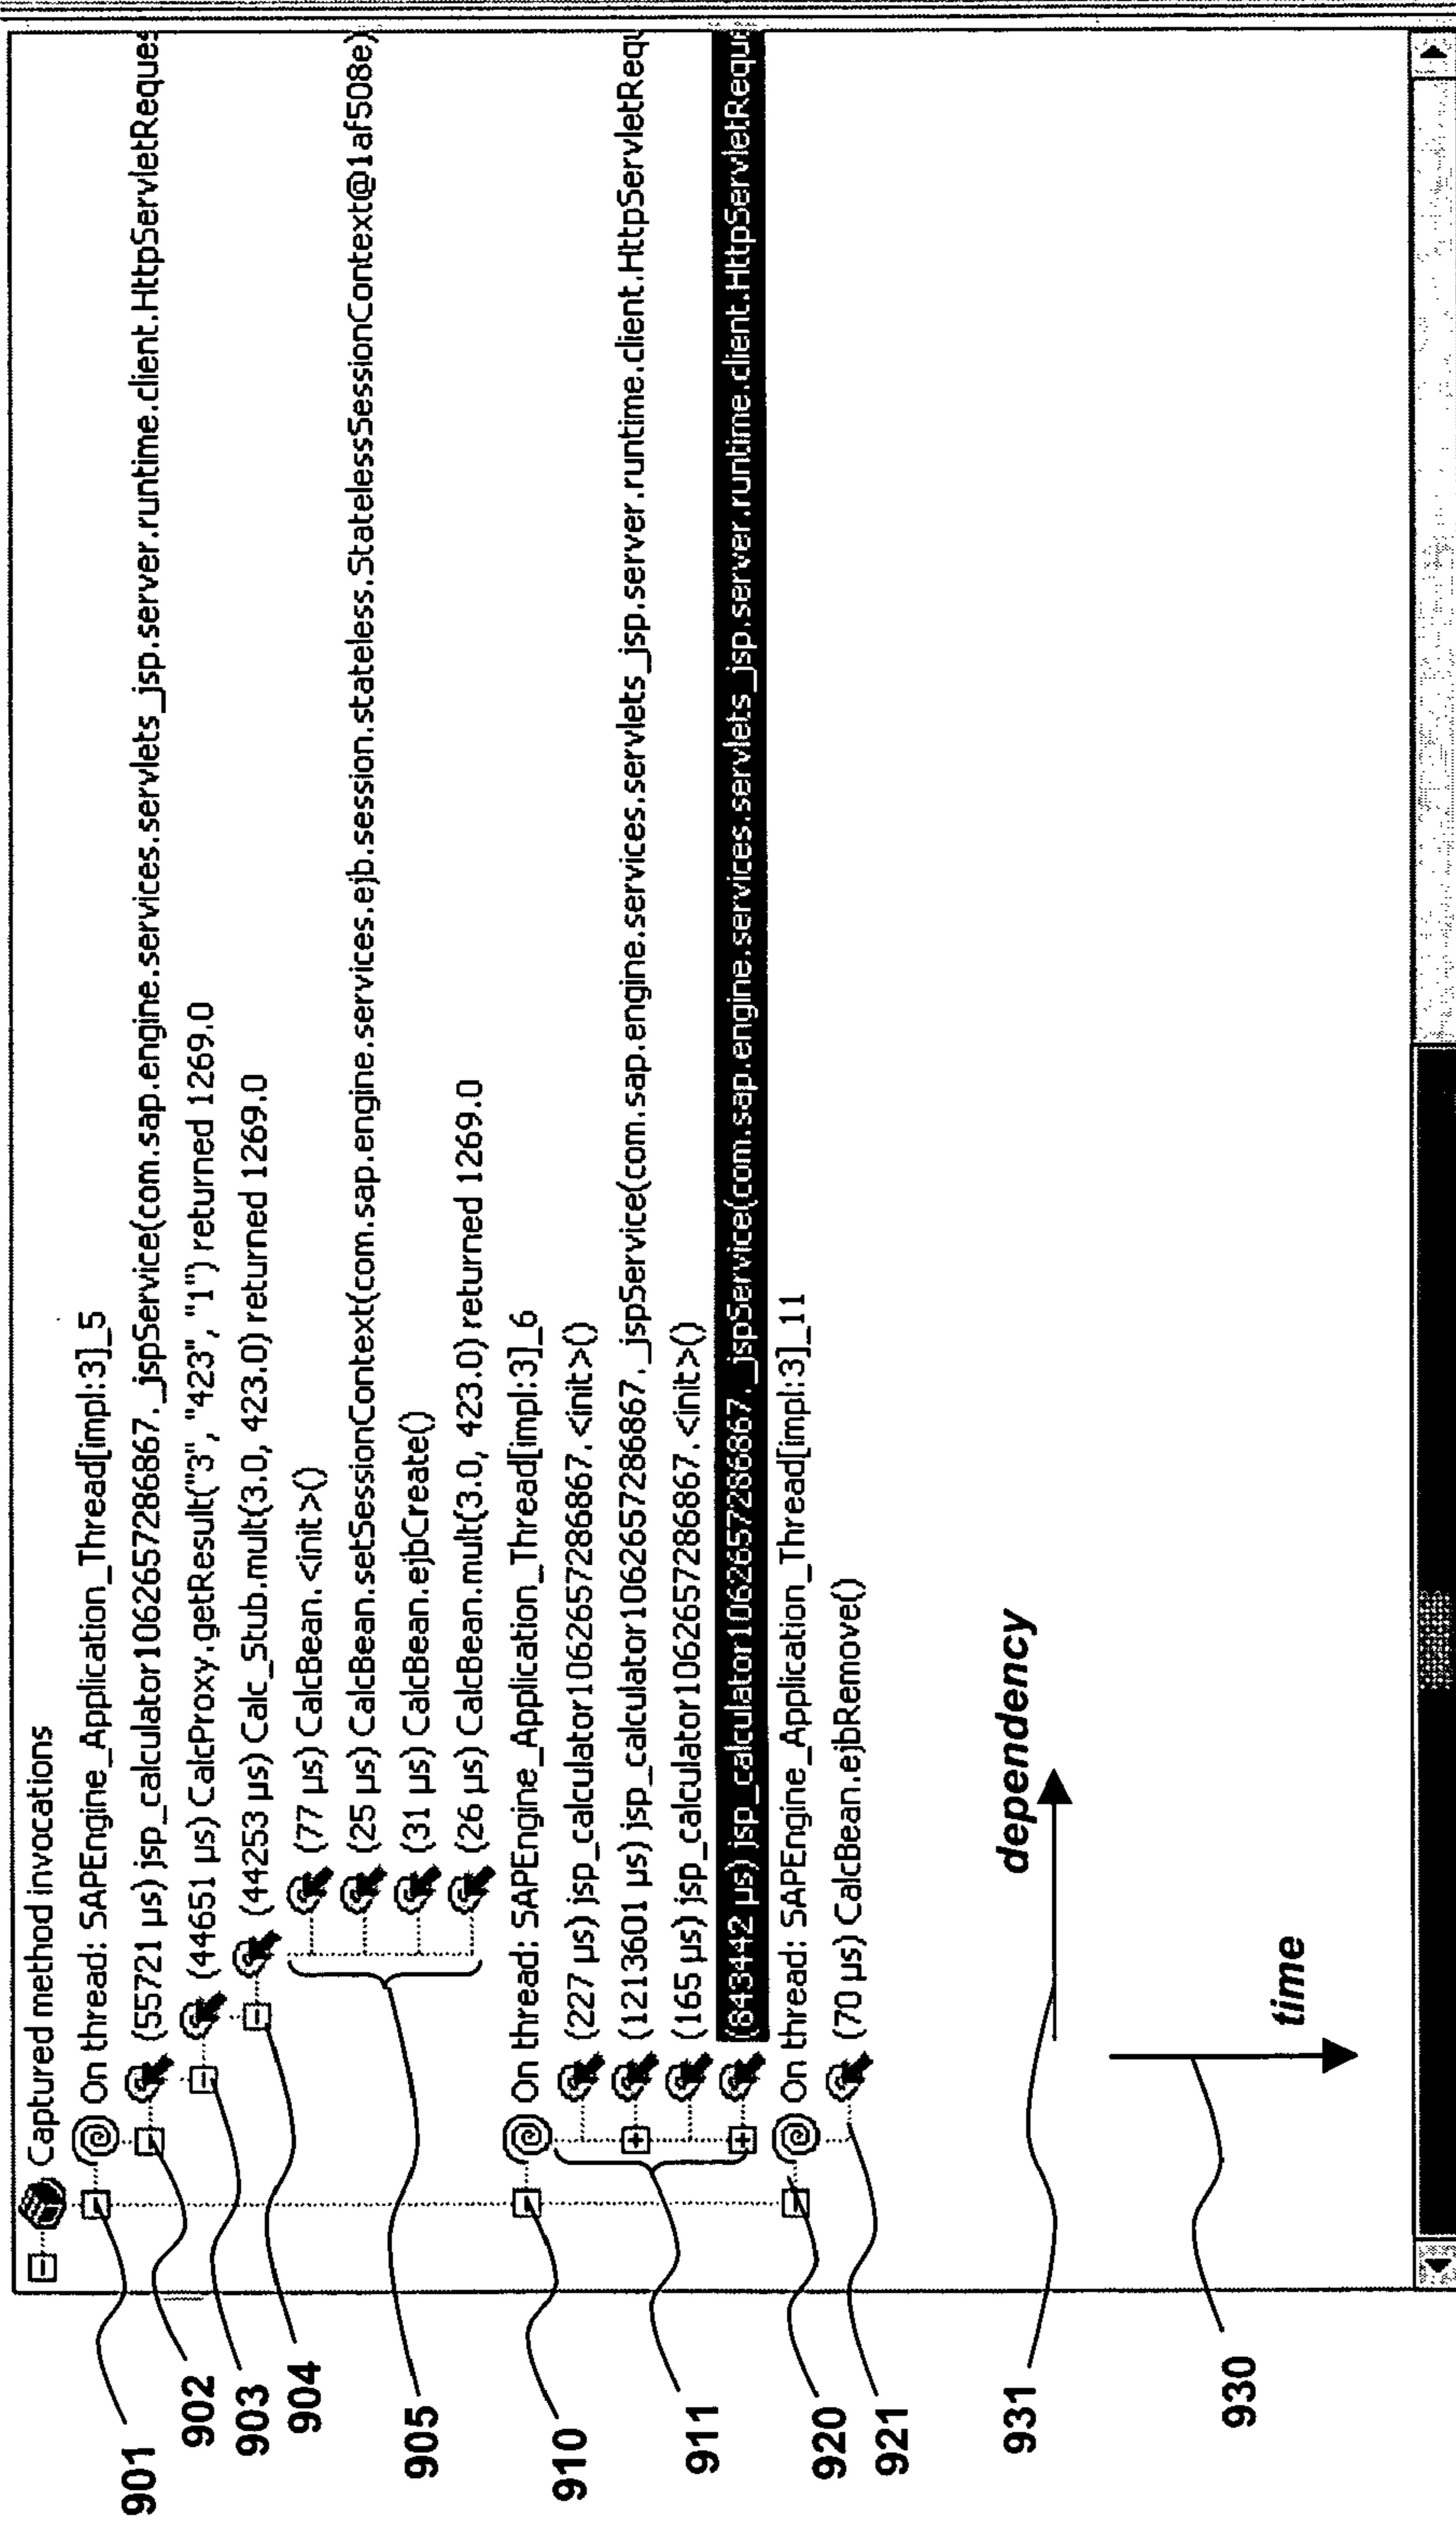 Captured method invocations
On thread: SAPEngine_Application_Thread[impl:3]_5
(55721 µs) jsp_calculator1062657286867._jspService(com.sap.engine.services.servlets_jsp.server.runtime.client.HttpServletReques
(44651 µs) CalcProxy.getResult("3", "423", "1") returned 1269.0
(44253 µs) Calc_Stub.mult(3.0, 423.0) returned 1269.0
(77 µs) CalcBean.<init>()
(25 µs) CalcBean.setSessionContext(com.sap.engine.services.ejb.session.stateless.StatelessSessionContext@1af508e)
(31 µs) CalcBean.ejbCreate()
(26 µs) CalcBean.mult(3.0, 423.0) returned 1269.0
On thread: SAPEngine_Application_Thread[impl:3]_6
(227 µs) jsp_calculator1062657286867.<init>()
(1213601 µs) jsp_calculator1062657286867._jspService(com.sap.engine.services.servlets_jsp.server.runtime.client.HttpServletRequ
(165 µs) jsp_calculator1062657286867.<init>()
(843442 µs) jsp_calculator1062657286867._jspService(com.sap.engine.services.servlets_jsp.server.runtime.client.HttpServletRequ
On thread: SAPEngine_Application_Thread[impl:3]_11
(70 µs) CalcBean.ejbRemove()
dependency
time
901
902
903
904
905
910
911
920
921
931
930